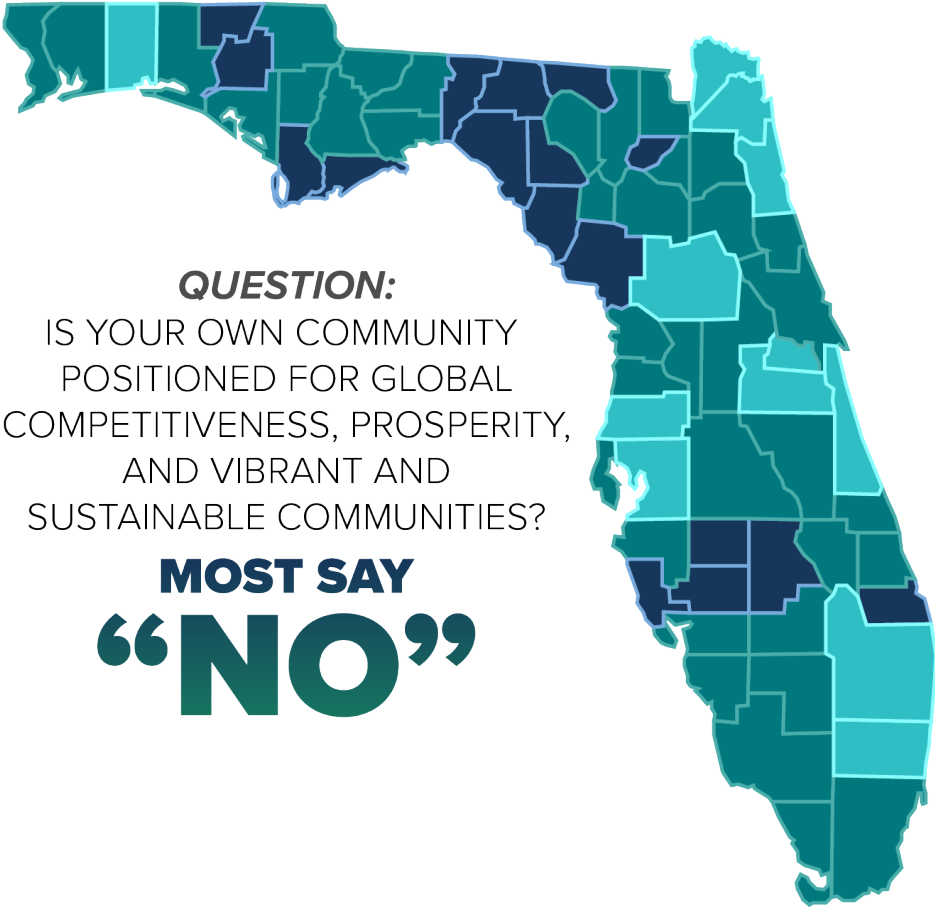 QUESTION:
IS YOUR OWN COMMUNITY
POSITIONED FOR GLOBAL
COMPETITIVENESS, PROSPERITY,
AND VIBRANT AND
SUSTAINABLE COMMUNITIES?
MOST SAY
“NO”